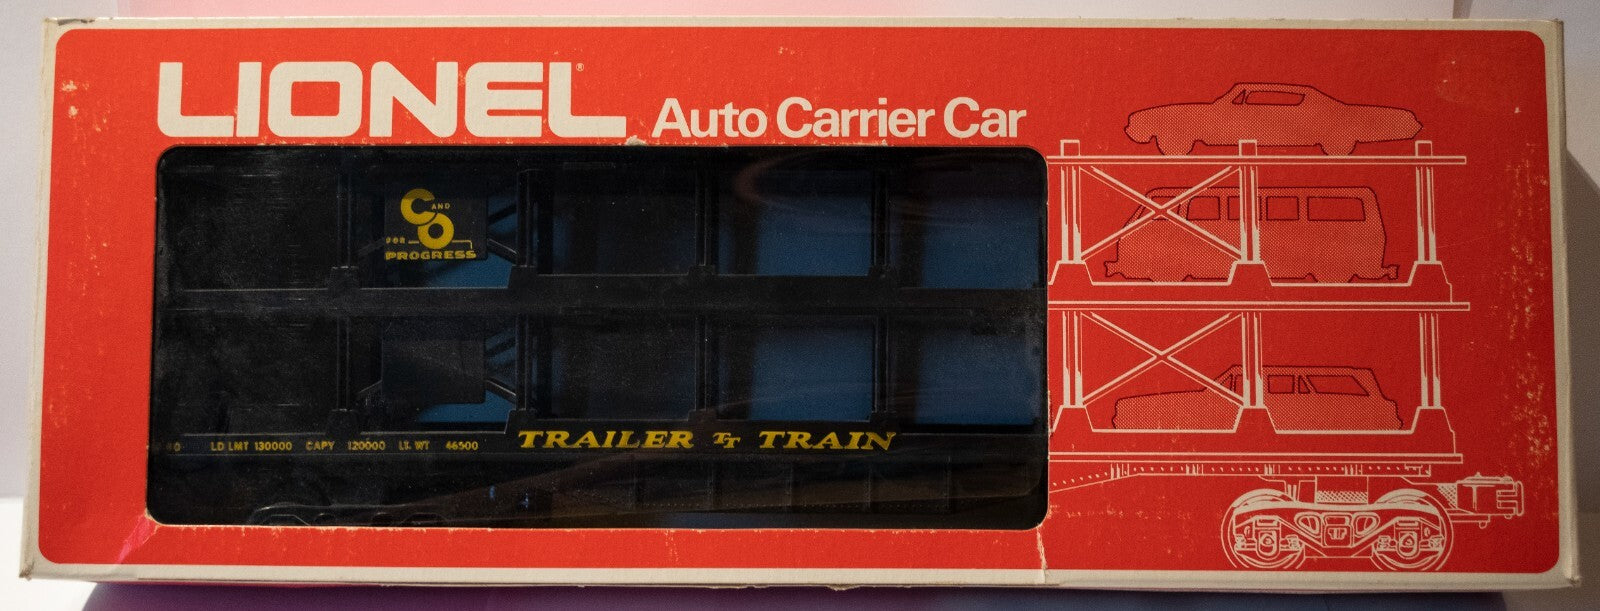 LIONEL® Auto Carrier Car
C AND O
FOR
PROGRESS
LD LMT 130000 CAPY 120000 LT. WT 46500 TRAILER TT TRAIN